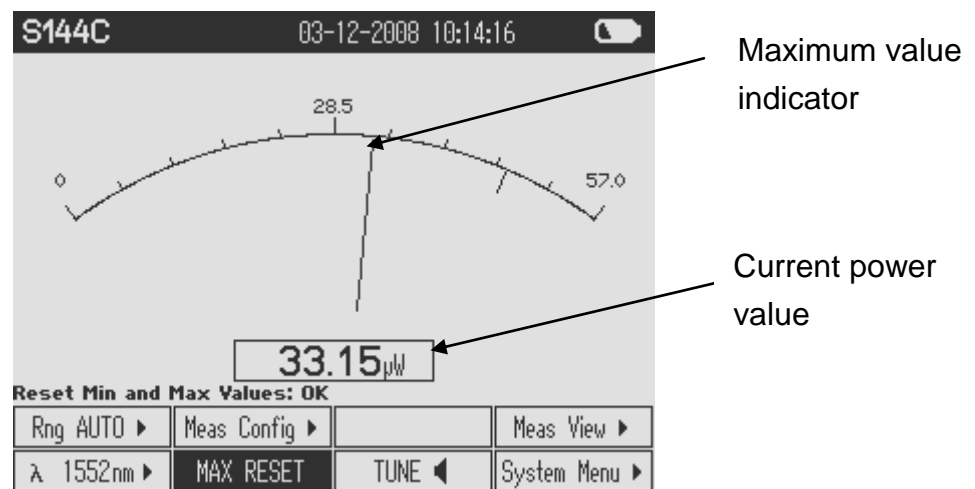 S144C 03-12-2008 10:14:16
Maximum value
indicator
28.5
0
57.0
Current power
value
33.15µW
Reset Min and Max Values: OK
Rng AUTO ▶ Meas Config ▶ Meas View ▶
λ 1552nm ▶ MAX RESET TUNE ◀ System Menu ▶